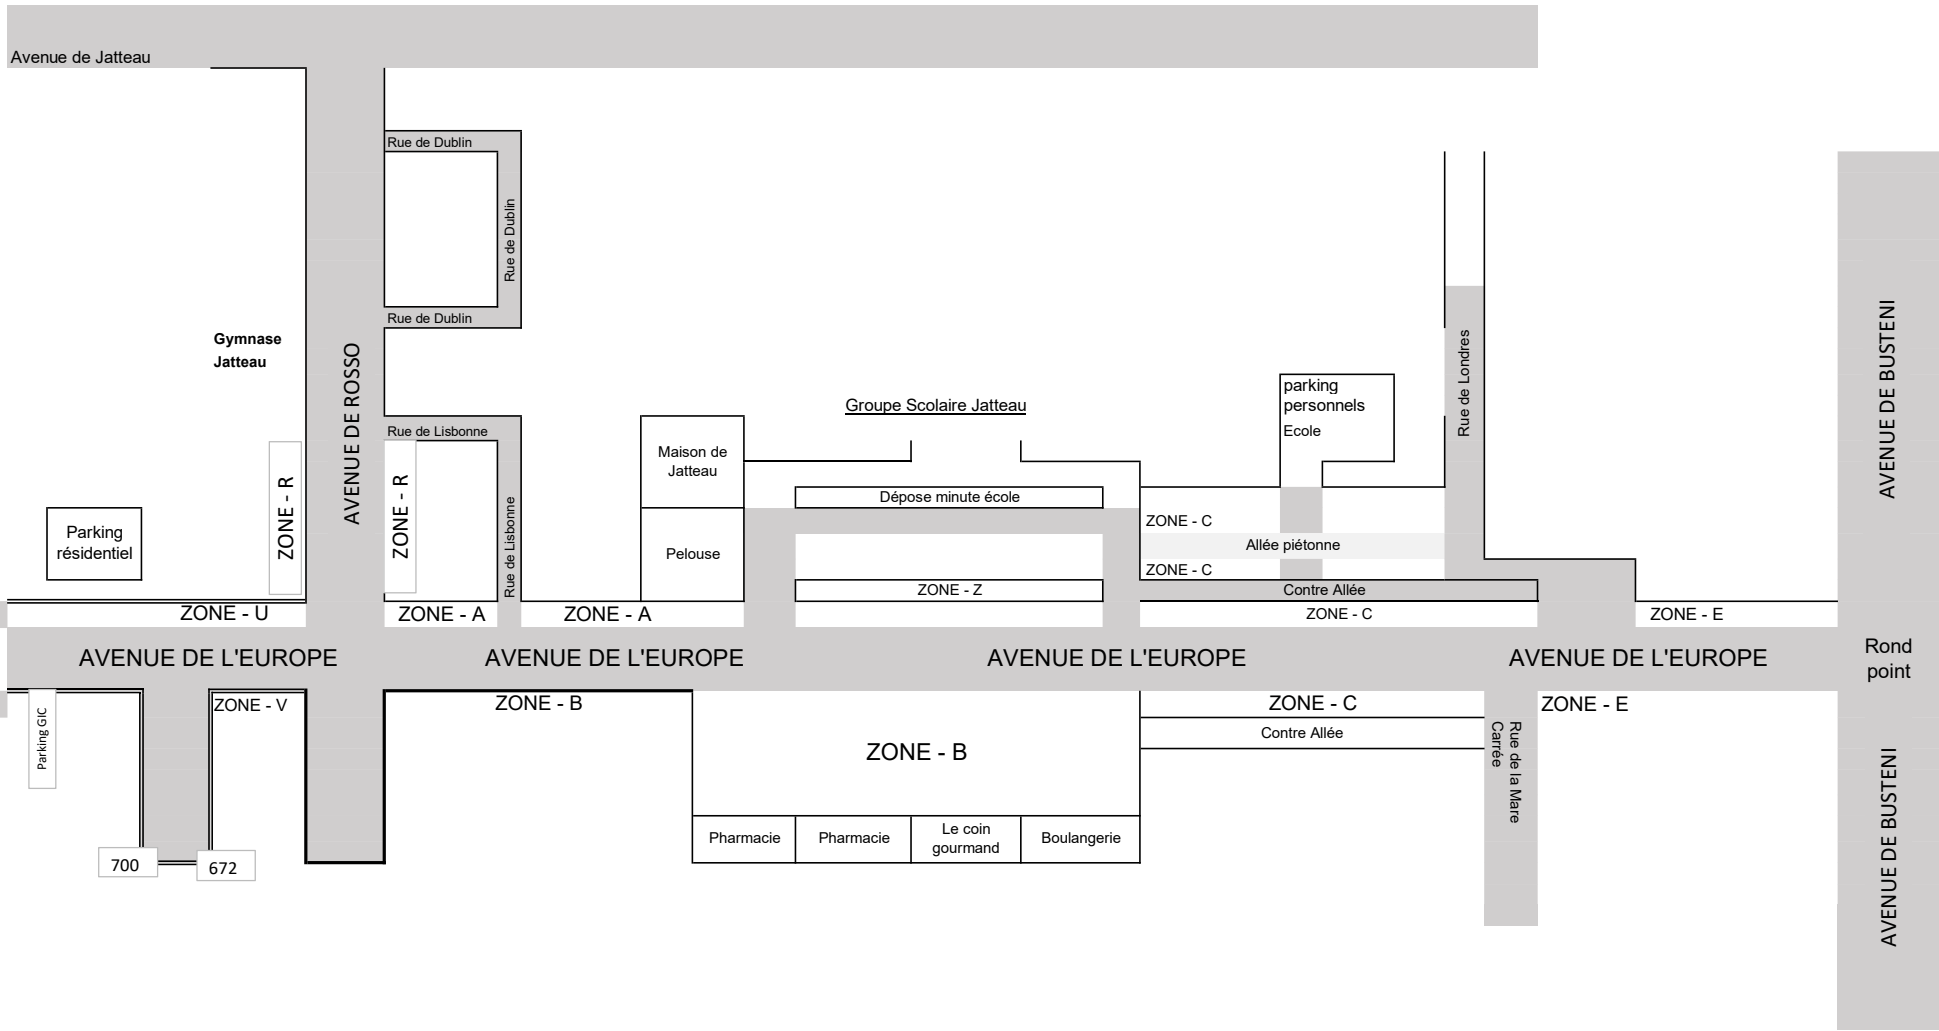 Avenue de Jatteau
Rue de Dublin
Rue de Dublin
Rue de Dublin
Gymnase
Jatteau
AVENUE DE ROSSO
Rue de Lisbonne
Rue de Lisbonne
ZONE - R
ZONE - R
Parking
résidentiel
Maison de
Jatteau
Pelouse
Groupe Scolaire Jatteau
Dépose minute école
ZONE - Z
parking
personnels
Ecole
Rue de Londres
ZONE - C
Allée piétonne
ZONE - C
Contre Allée
AVENUE DE BUSTENI
ZONE - U
ZONE - A
ZONE - A
ZONE - C
ZONE - E
AVENUE DE L'EUROPE
AVENUE DE L'EUROPE
AVENUE DE L'EUROPE
AVENUE DE L'EUROPE
Rond
point
Parking GIC
ZONE - V
ZONE - B
ZONE - C
ZONE - E
Contre Allée
Rue de la Mare
Carrée
ZONE - B
AVENUE DE BUSTENI
Pharmacie
Pharmacie
Le coin
gourmand
Boulangerie
700
672